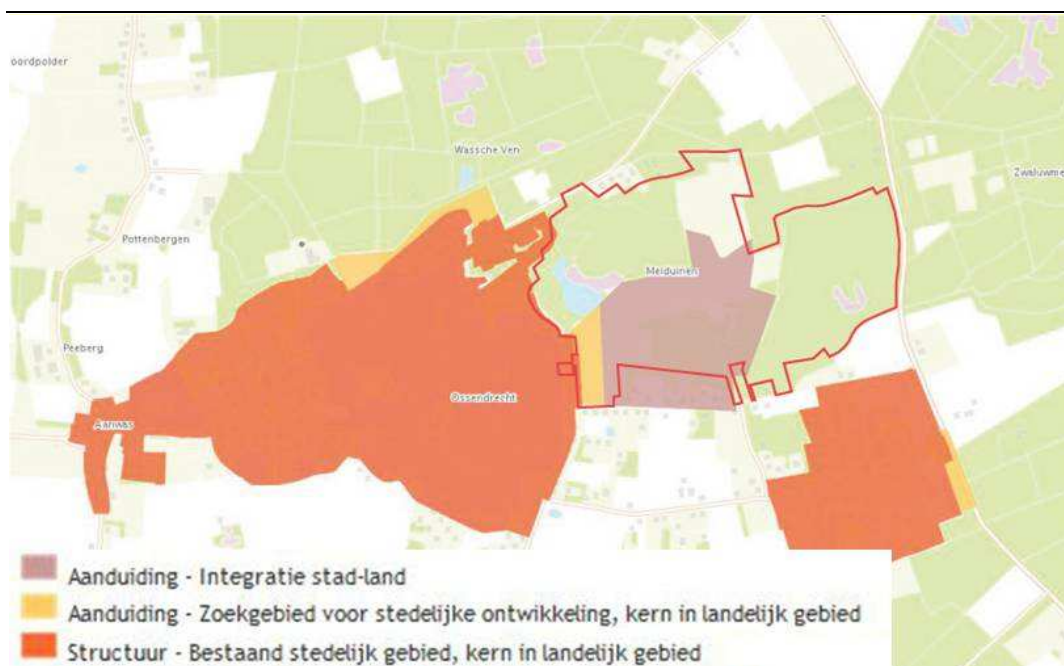 oordpolder
Wassche Ven
Zwaluwme
Pottenbergen
Meiduinen
Peeberg
Ossendrecht
Aanwas
Aanduiding - Integratie stad-land
Aanduiding - Zoekgebied voor stedelijke ontwikkeling, kern in landelijk gebied
Structuur - Bestaand stedelijk gebied, kern in landelijk gebied